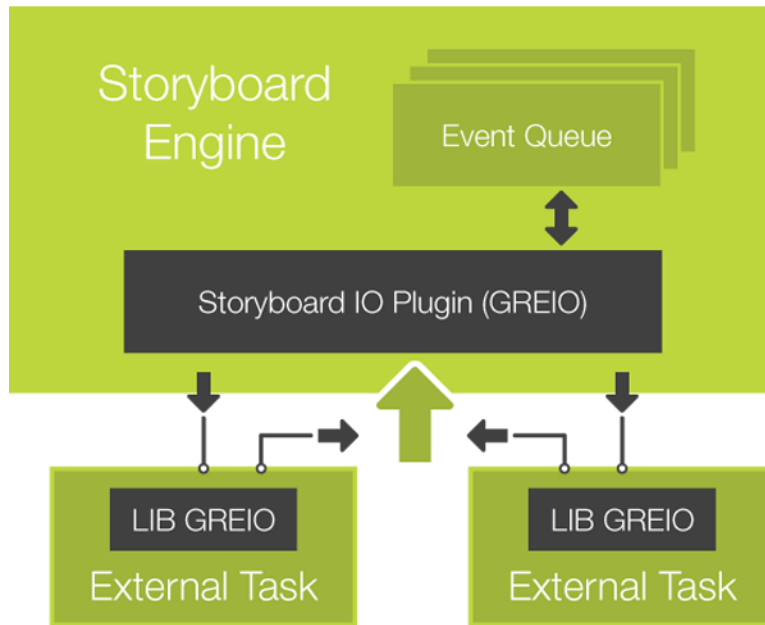 Storyboard
Engine
Event Queue
Storyboard IO Plugin (GREIO)
LIB GREIO
External Task
LIB GREIO
External Task